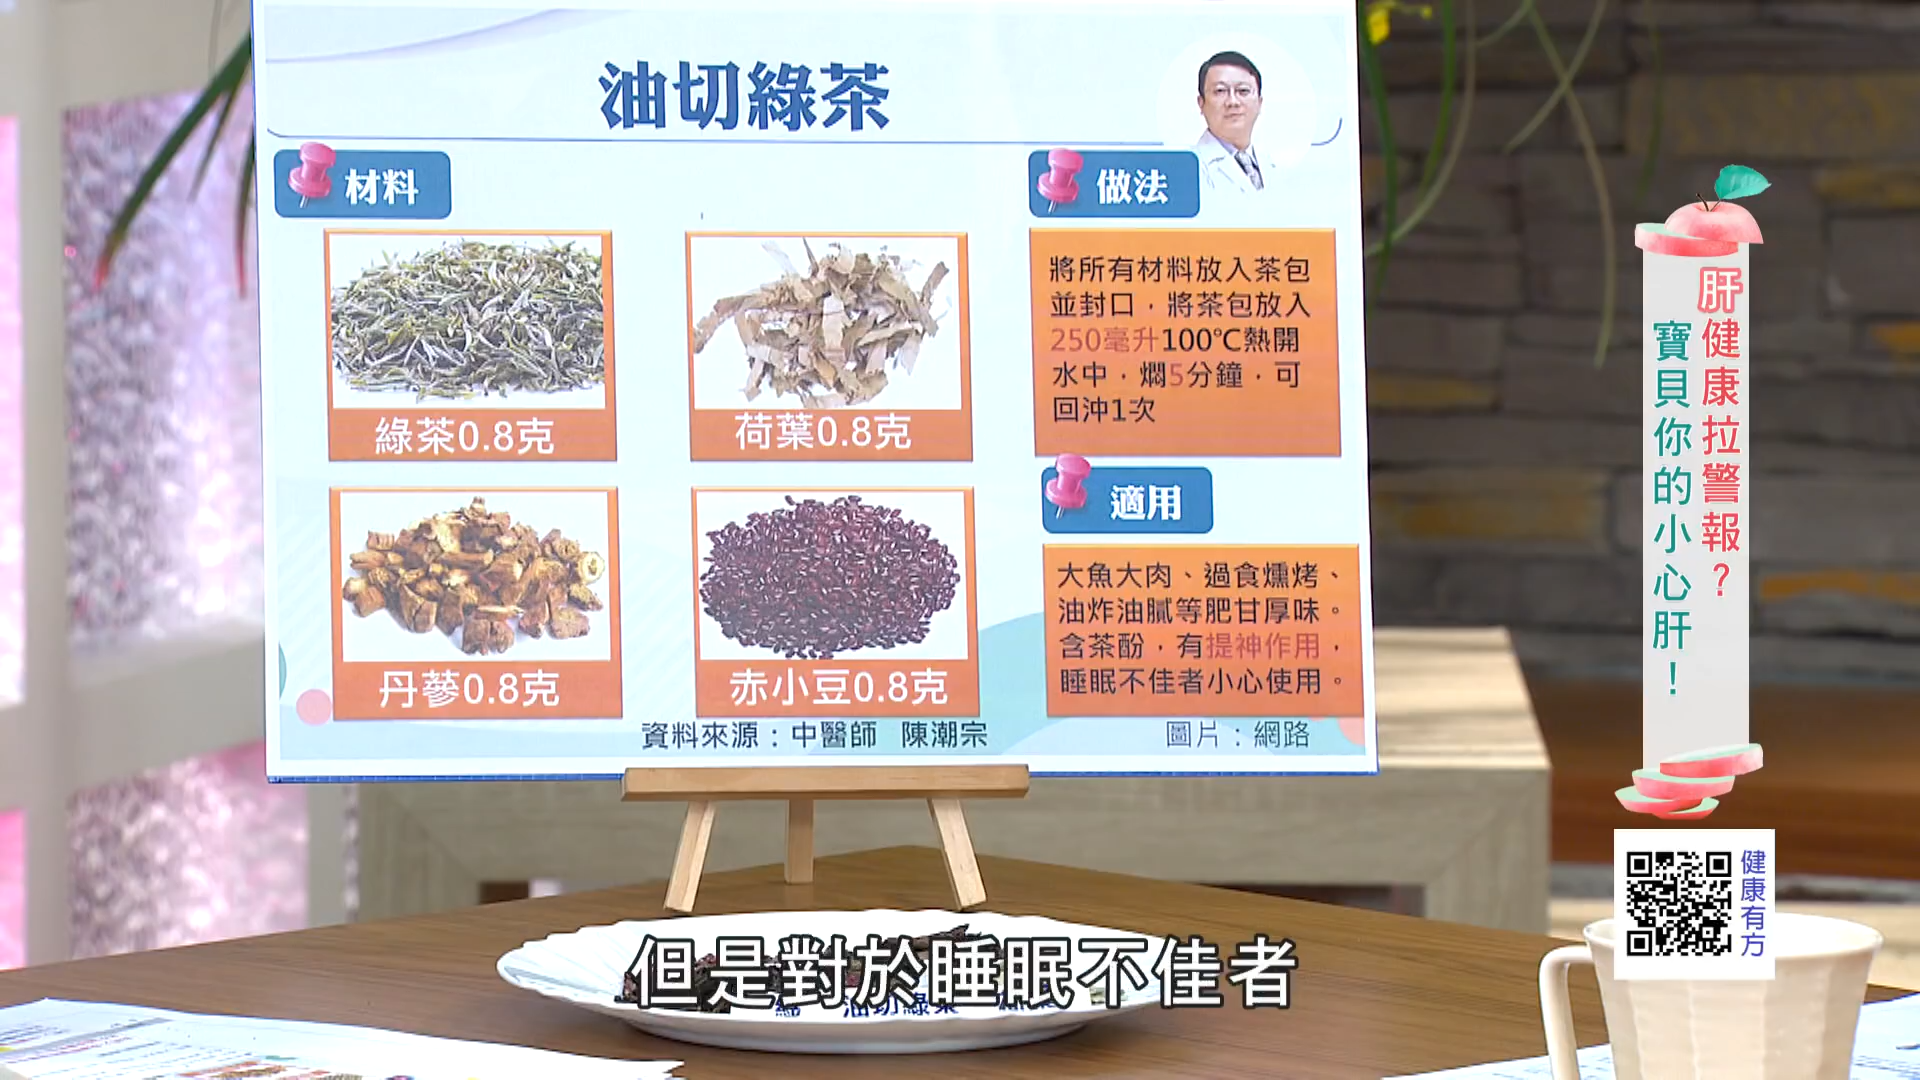 油切綠茶
材料
綠茶0.8克
荷葉0.8克
丹蔘0.8克
赤小豆0.8克
做法
將所有材料放入茶包
並封口，將茶包放入
250毫升100℃熱開
水中，燜5分鐘，可
回沖1次
適用
大魚大肉、過食燻烤、
油炸油膩等肥甘厚味。
含茶酚，有提神作用，
睡眠不佳者小心使用。
資料來源：中醫師 陳潮宗
圖片：網路
肝健康拉警報？
寶貝你的小心肝！
健康有方
但是對於睡眠不佳者
油切綠茶